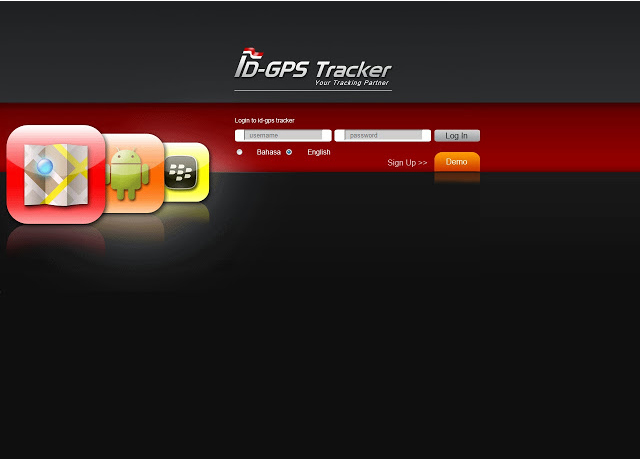 ID-GPS Tracker
Your Tracking Partner
Login to id-gps tracker
username password Log In
Bahasa English
Sign Up >> Demo